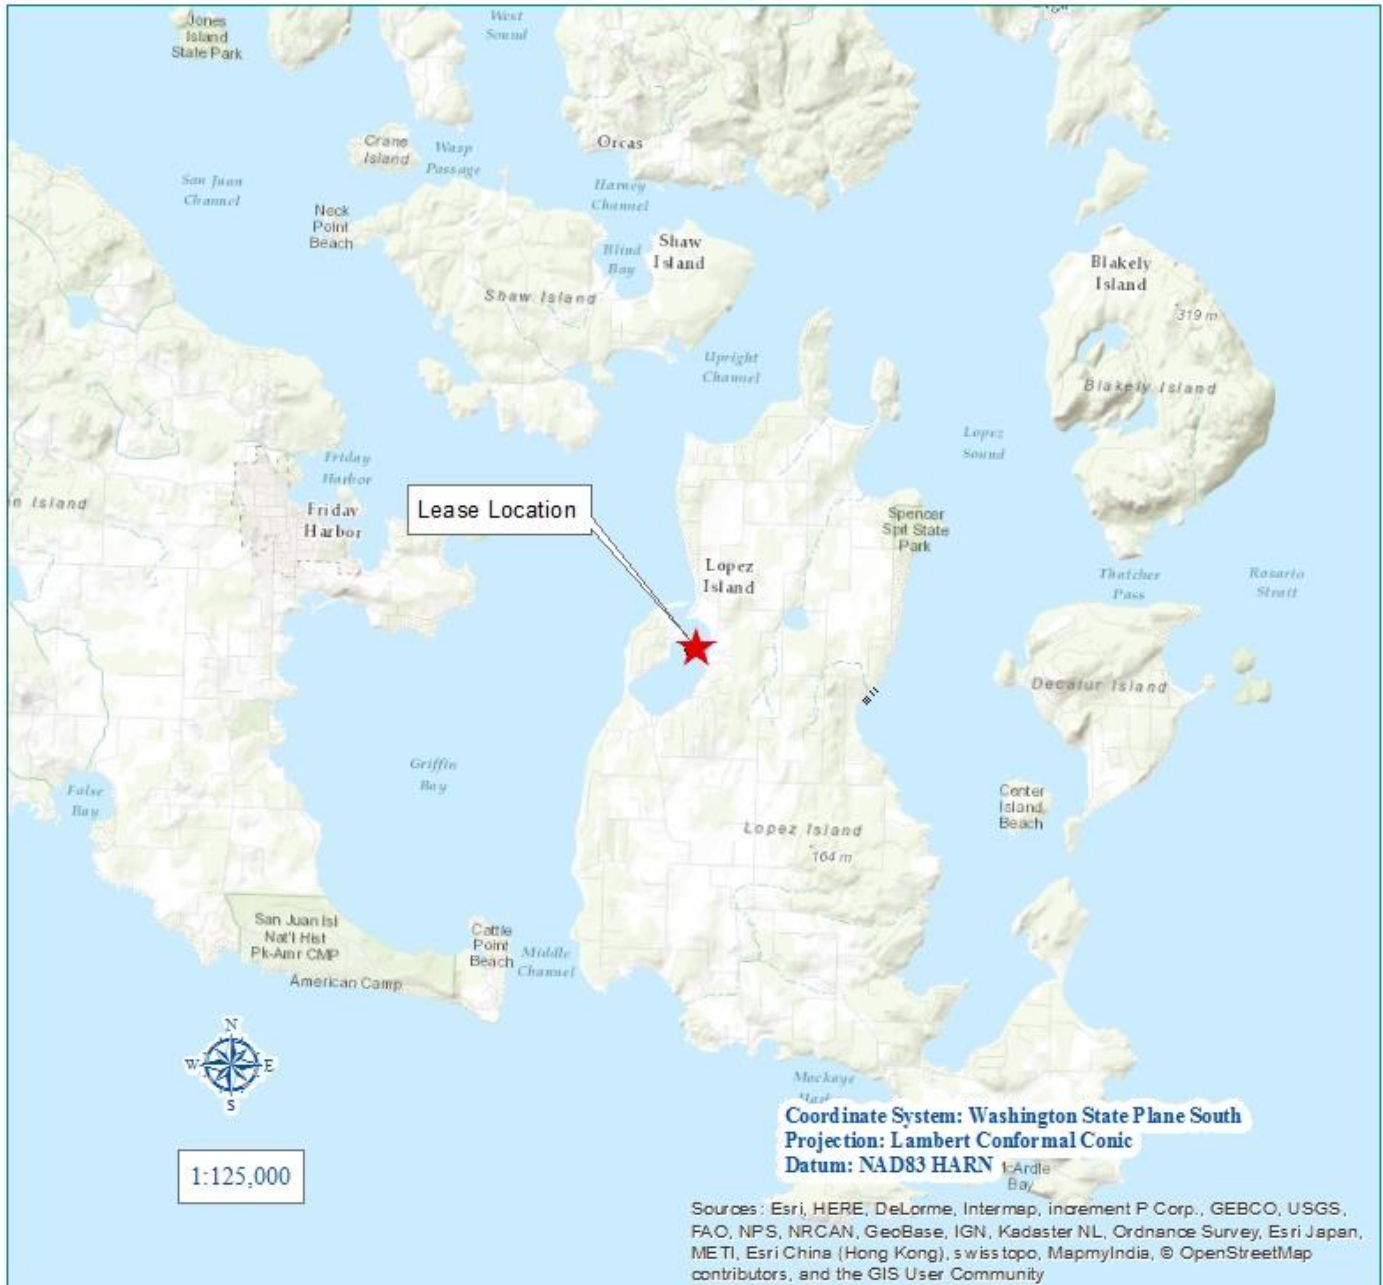 West
Sound
Jones
Island
State Park
Crane
Island
Wasp
Passage
Orcas
San Juan
Channel
Harney
Channel
Neck
Point
Beach
Blind
Bay
Shaw
Island
Shaw Island
Blakely
Island
319 m
Upright
Channel
Blakely Island
Lopez
Sound
Friday
Harbor
n Island
Friday
Harbor
Lease Location
Spencer
Spit State
Park
Lopez
Island
Thatcher
Pass
Rosario
Strait
Decatur Island
Griffin
Bay
False
Bay
Center
Island
Beach
Lopez Island
164 m
San Juan Isl
Nat'l Hist
Pk-Amr CMP
American Camp
Cattle
Point
Beach
Middle
Channel
N
W E
S
1:125,000
Mackaye
Coordinate System: Washington State Plane South
Projection: Lambert Conformal Conic
Datum: NAD83 HARN
Ardle
Bay
Sources: Esri, HERE, DeLorme, Intermap, increment P Corp., GEBCO, USGS,
FAO, NPS, NRCAN, GeoBase, IGN, Kadaster NL, Ordnance Survey, Esri Japan,
METI, Esri China (Hong Kong), swisstopo, MapmyIndia, © OpenStreetMap
contributors, and the GIS User Community